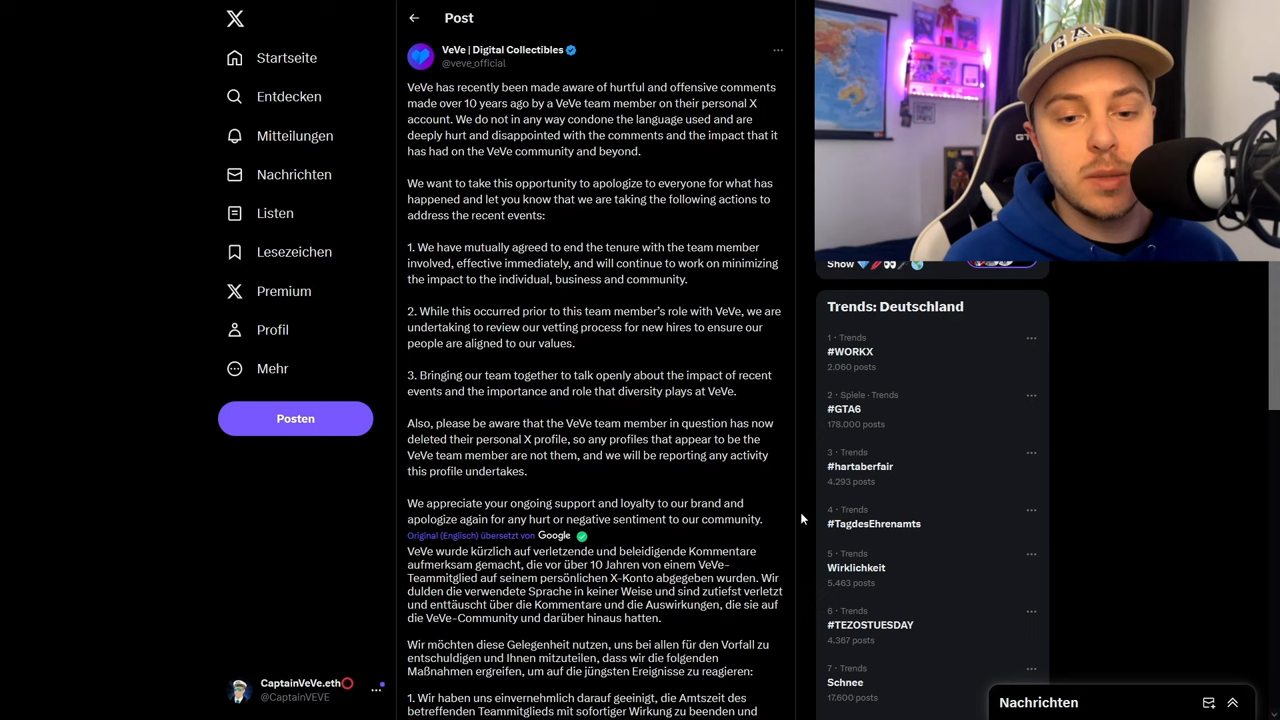 Startseite
Entdecken
Mitteilungen
Nachrichten
Listen
Lesezeichen
Premium
Profil
Mehr
Posten
CaptainVeVe.eth
@CaptainVEVE
Post
VeVe | Digital Collectibles
@veve_official
VeVe has recently been made aware of hurtful and offensive comments
made over 10 years ago by a VeVe team member on their personal X
account. We do not in any way condone the language used and are
deeply hurt and disappointed with the comments and the impact that it
has had on the VeVe community and beyond.
We want to take this opportunity to apologize to everyone for what has
happened and let you know that we are taking the following actions to
address the recent events:
1. We have mutually agreed to end the tenure with the team member
involved, effective immediately, and will continue to work on minimizing
the impact to the individual, business and community.
2. While this occurred prior to this team member's role with VeVe, we are
undertaking to review our vetting process for new hires to ensure our
people are aligned to our values.
3. Bringing our team together to talk openly about the impact of recent
events and the importance and role that diversity plays at VeVe.
Also, please be aware that the VeVe team member in question has now
deleted their personal X profile, so any profiles that appear to be the
VeVe team member are not them, and we will be reporting any activity
this profile undertakes.
We appreciate your ongoing support and loyalty to our brand and
apologize again for any hurt or negative sentiment to our community.
Original (Englisch) übersetzt von Google
VeVe wurde kürzlich auf verletzende und beleidigende Kommentare
aufmerksam gemacht, die vor über 10 Jahren von einem VeVe-
Teammitglied auf seinem persönlichen X-Konto abgegeben wurden. Wir
dulden die verwendete Sprache in keiner Weise und sind zutiefst verletzt
und enttäuscht über die Kommentare und die Auswirkungen, die sie auf
die VeVe-Community und darüber hinaus hatten.
Wir möchten diese Gelegenheit nutzen, uns bei allen für den Vorfall zu
entschuldigen und Ihnen mitzuteilen, dass wir die folgenden
Maßnahmen ergreifen, um auf die jüngsten Ereignisse zu reagieren:
1. Wir haben uns einvernehmlich darauf geeinigt, die Amtszeit des
betreffenden Teammitglieds mit sofortiger Wirkung zu beenden und
Show
Trends: Deutschland
1 · Trends
#WORKX
2.060 posts
2 · Spiele · Trends
#GTA6
178.000 posts
3 · Trends
#hartaberfair
4.293 posts
4 · Trends
#TagdesEhrenamts
5 · Trends
Wirklichkeit
5.463 posts
6 · Trends
#TEZOSTUESDAY
4.367 posts
7 · Trends
Schnee
17.600 posts
Nachrichten